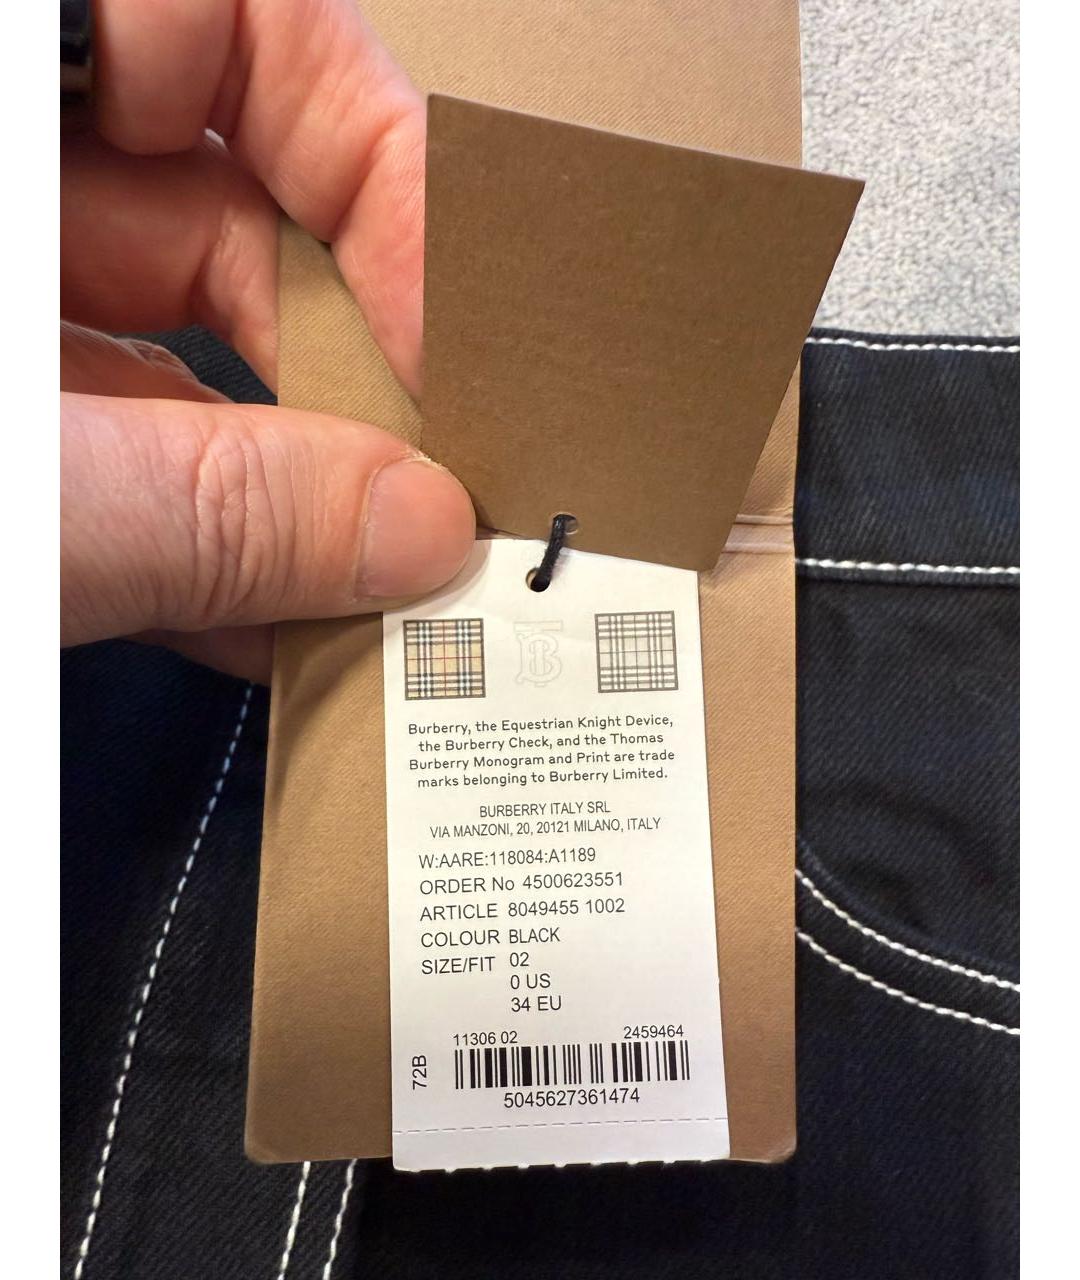 Burberry, the Equestrian Knight Device,
the Burberry Check, and the Thomas
Burberry Monogram and Print are trade
marks belonging to Burberry Limited.
BURBERRY ITALY SRL
VIA MANZONI, 20, 20121 MILANO, ITALY
W:AARE:118084:A1189
ORDER No 4500623551
ARTICLE 8049455 1002
COLOUR BLACK
SIZE/FIT 02
0 US
34 EU
11306 02 2459464
72B
5045627361474